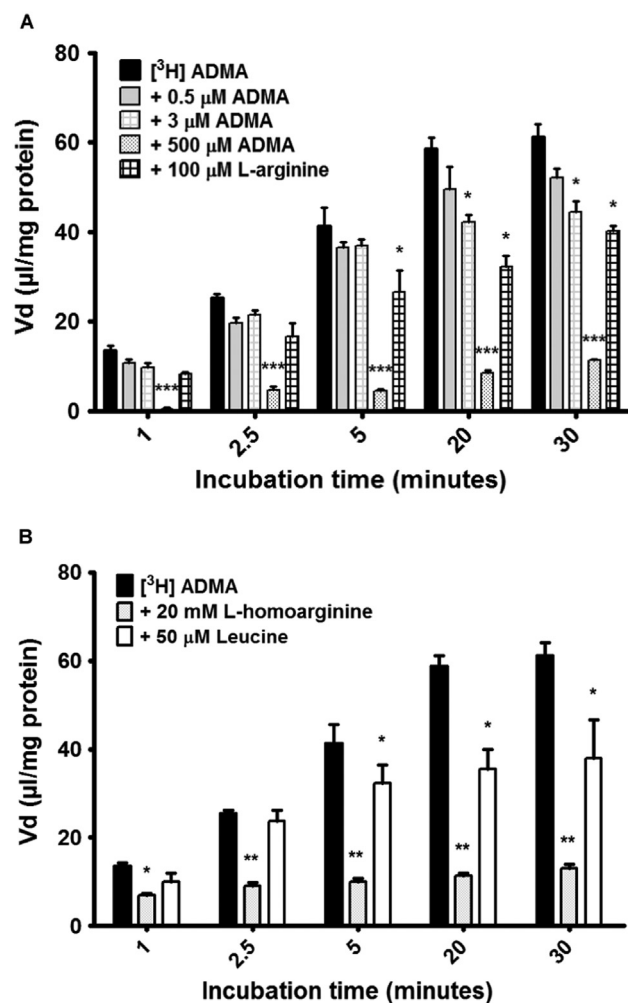 A
80
60
40
20
0
Vd (µl/mg protein)
[³H] ADMA
+ 0.5 µM ADMA
+ 3 µM ADMA
+ 500 µM ADMA
+ 100 µM L-arginine
*** *** *** * * *** * * *** *
1 2.5 5 20 30
Incubation time (minutes)
B
80
60
40
20
0
Vd (µl/mg protein)
[³H] ADMA
+ 20 mM L-homoarginine
+ 50 µM Leucine
* ** ** * ** * ** *
1 2.5 5 20 30
Incubation time (minutes)